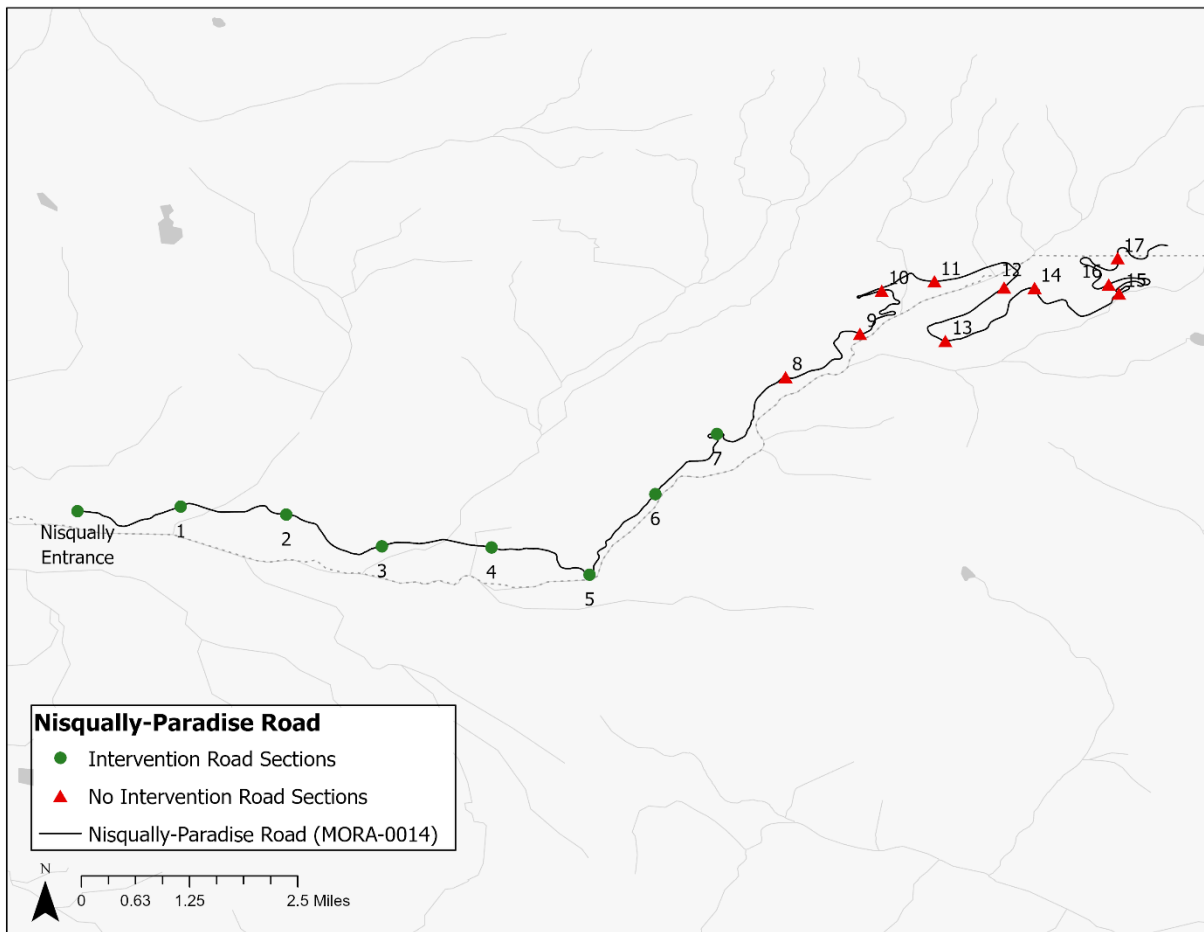 17
16
15
10
11
12
14
9
13
8
7
6
Nisqually
Entrance
1
2
3
4
5
Nisqually-Paradise Road
Intervention Road Sections
No Intervention Road Sections
Nisqually-Paradise Road (MORA-0014)
N
0 0.63 1.25 2.5 Miles